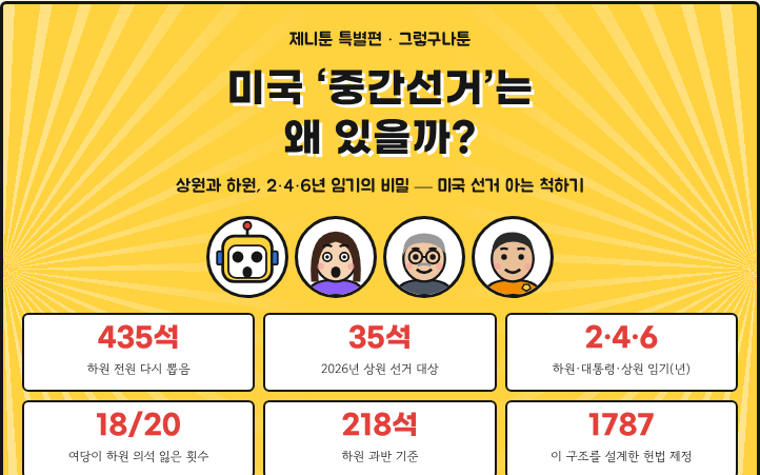 제니툰 특별편 · 그렇구나툰
미국 ‘중간선거’는
왜 있을까?
상원과 하원, 2·4·6년 임기의 비밀 — 미국 선거 아는 척하기
435석
하원 전원 다시 뽑음
35석
2026년 상원 선거 대상
2·4·6
하원·대통령·상원 임기(년)
18/20
여당이 하원 의석 잃은 횟수
218석
하원 과반 기준
1787
이 구조를 설계한 헌법 제정